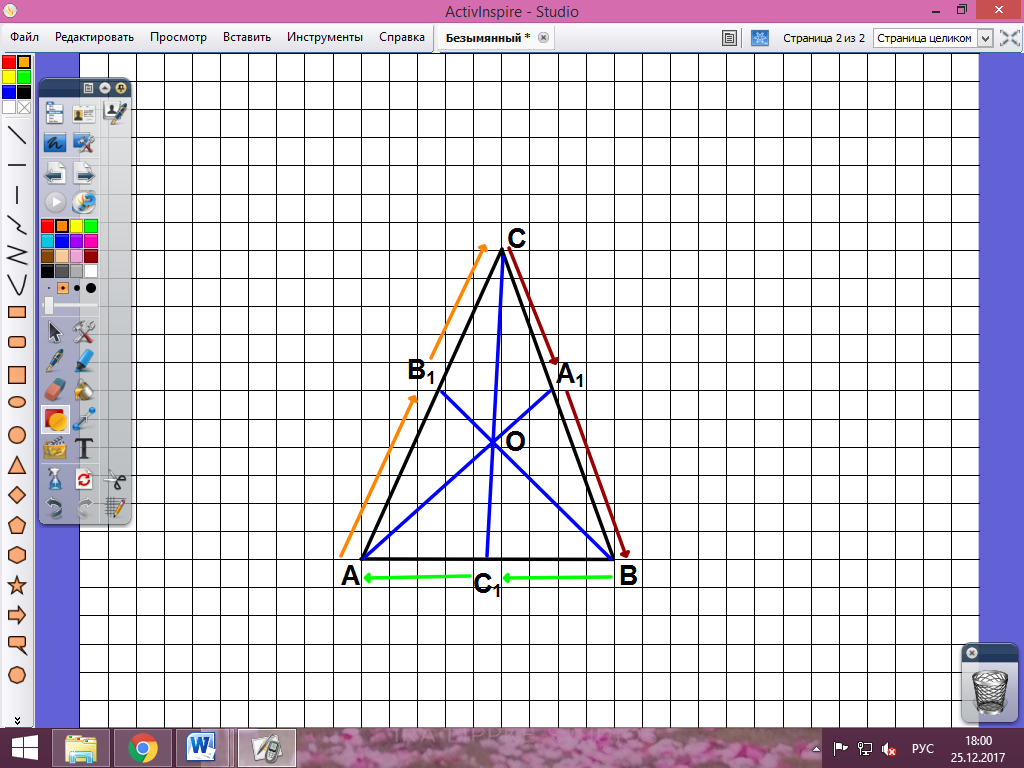 ActivInspire - Studio
Файл Редактировать Просмотр Вставить Инструменты Справка Безымянный * Страница 2 из 2 Страница целиком
C
B1 A1
O
A C1 B
T
РУС 18:00
25.12.2017